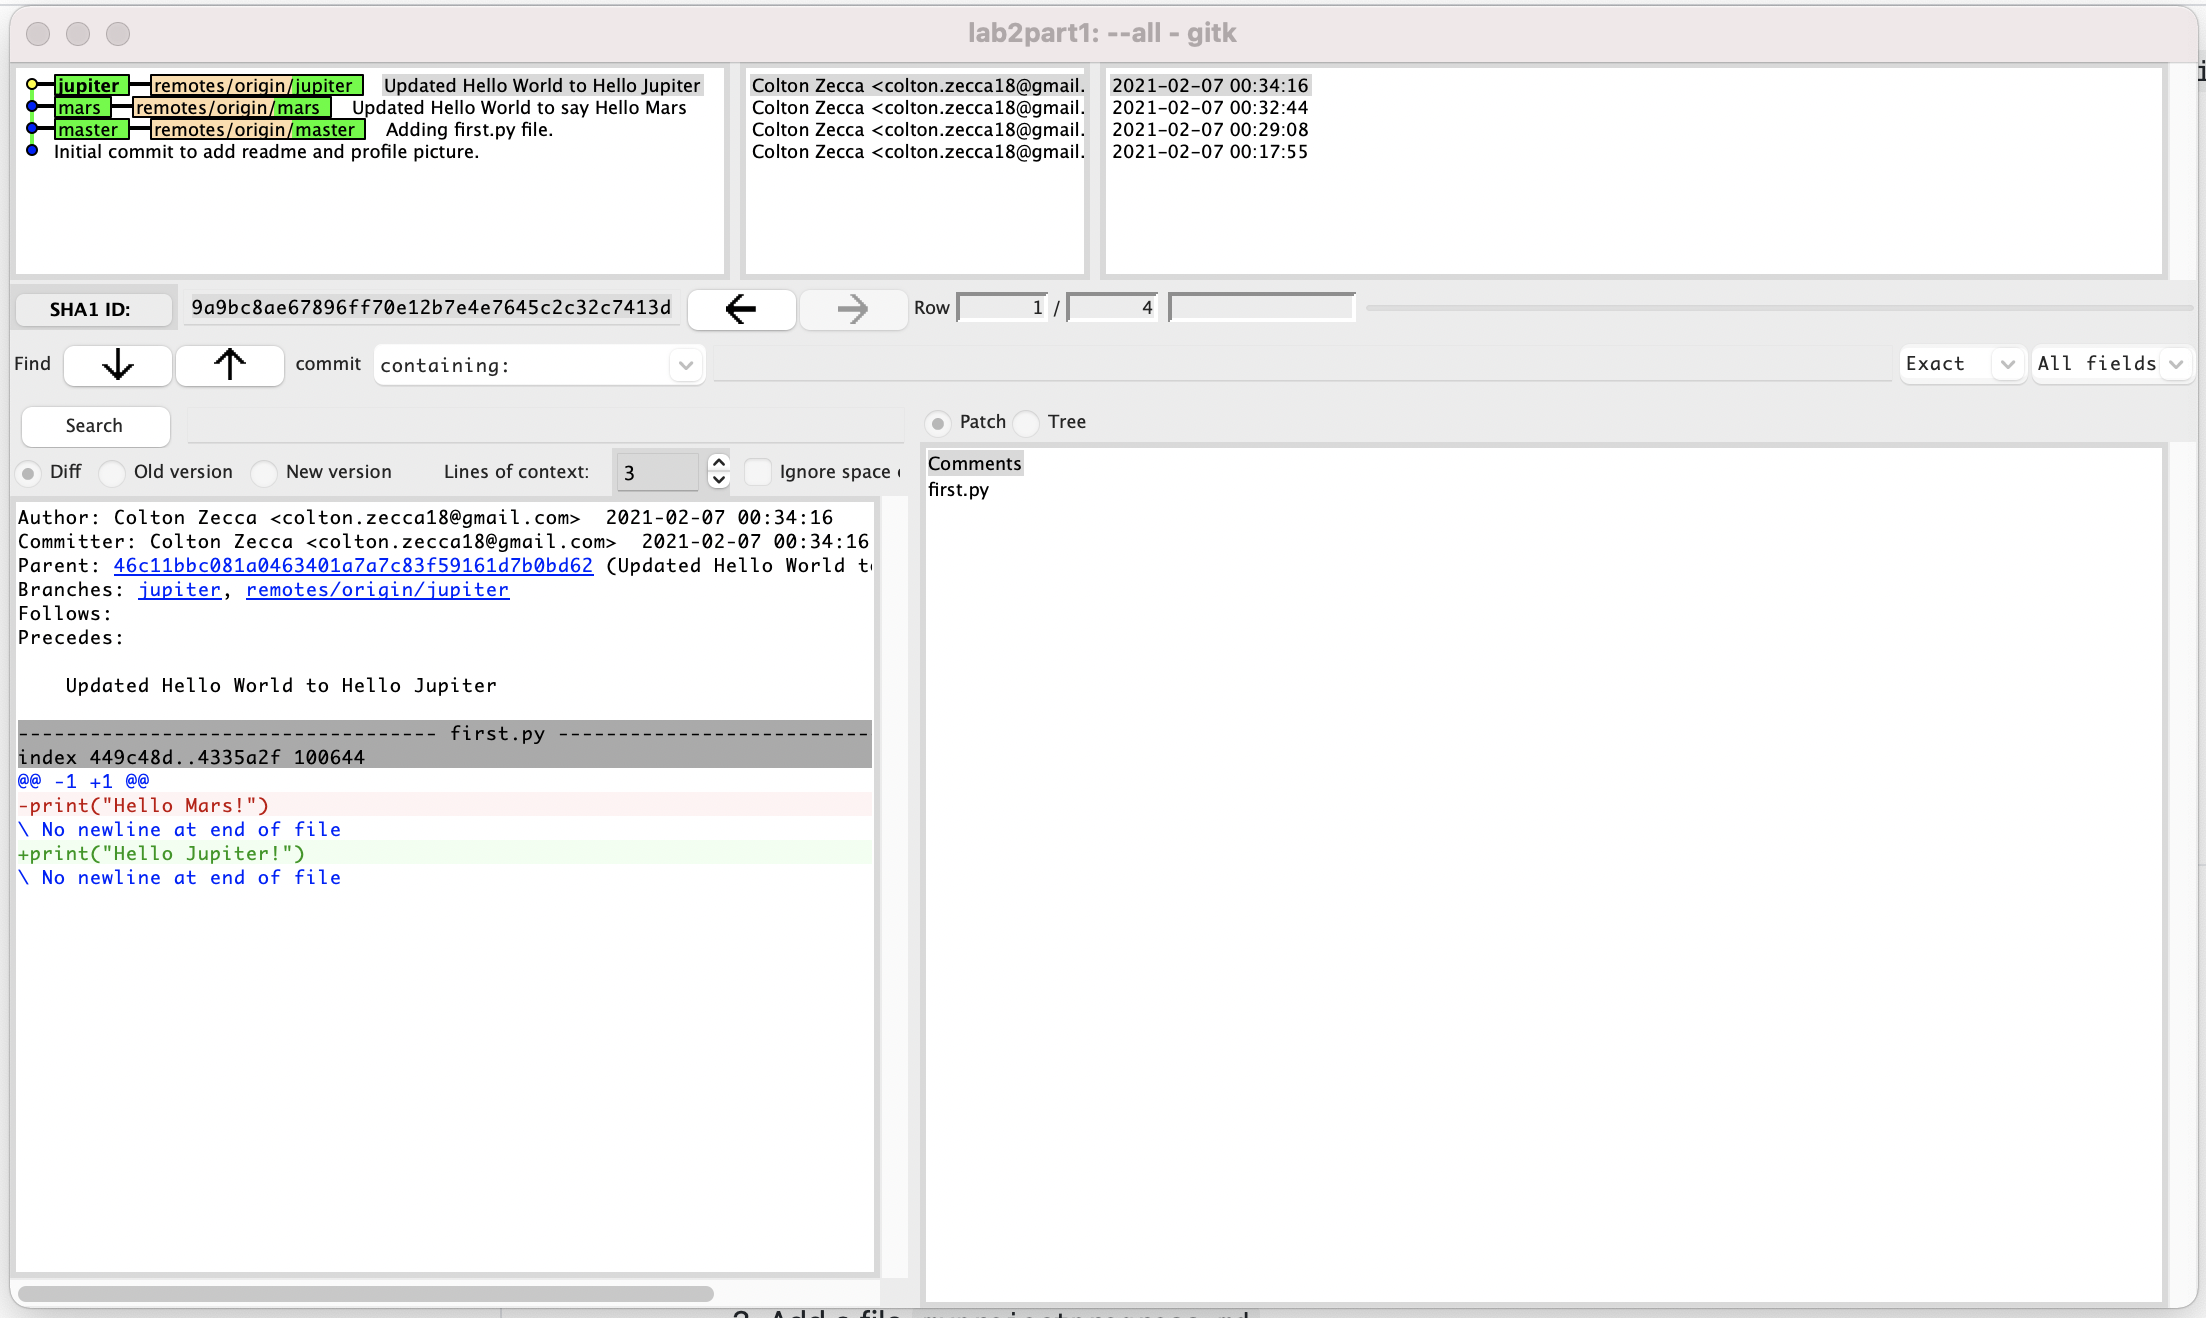 lab2part1: --all - gitk
jupiter remotes/origin/jupiter Updated Hello World to Hello Jupiter Colton Zecca <colton.zecca18@gmail. 2021-02-07 00:34:16
mars remotes/origin/mars Updated Hello World to say Hello Mars Colton Zecca <colton.zecca18@gmail. 2021-02-07 00:32:44
master remotes/origin/master Adding first.py file. Colton Zecca <colton.zecca18@gmail. 2021-02-07 00:29:08
Initial commit to add readme and profile picture. Colton Zecca <colton.zecca18@gmail. 2021-02-07 00:17:55
SHA1 ID: 9a9bc8ae67896ff70e12b7e4e7645c2c32c7413d ← → Row 1 / 4
Find ↓ ↑ commit containing: Exact All fields
Search
Patch Tree
Diff Old version New version Lines of context: 3 Ignore space
Comments
first.py
Author: Colton Zecca <colton.zecca18@gmail.com> 2021-02-07 00:34:16
Committer: Colton Zecca <colton.zecca18@gmail.com> 2021-02-07 00:34:16
Parent: 46c11bbc081a0463401a7a7c83f59161d7b0bd62 (Updated Hello World to
Branches: jupiter, remotes/origin/jupiter
Follows:
Precedes:
Updated Hello World to Hello Jupiter
---------------------------------- first.py --------------------------
index 449c48d..4335a2f 100644
@@ -1 +1 @@
-print("Hello Mars!")
\ No newline at end of file
+print("Hello Jupiter!")
\ No newline at end of file
Add a file